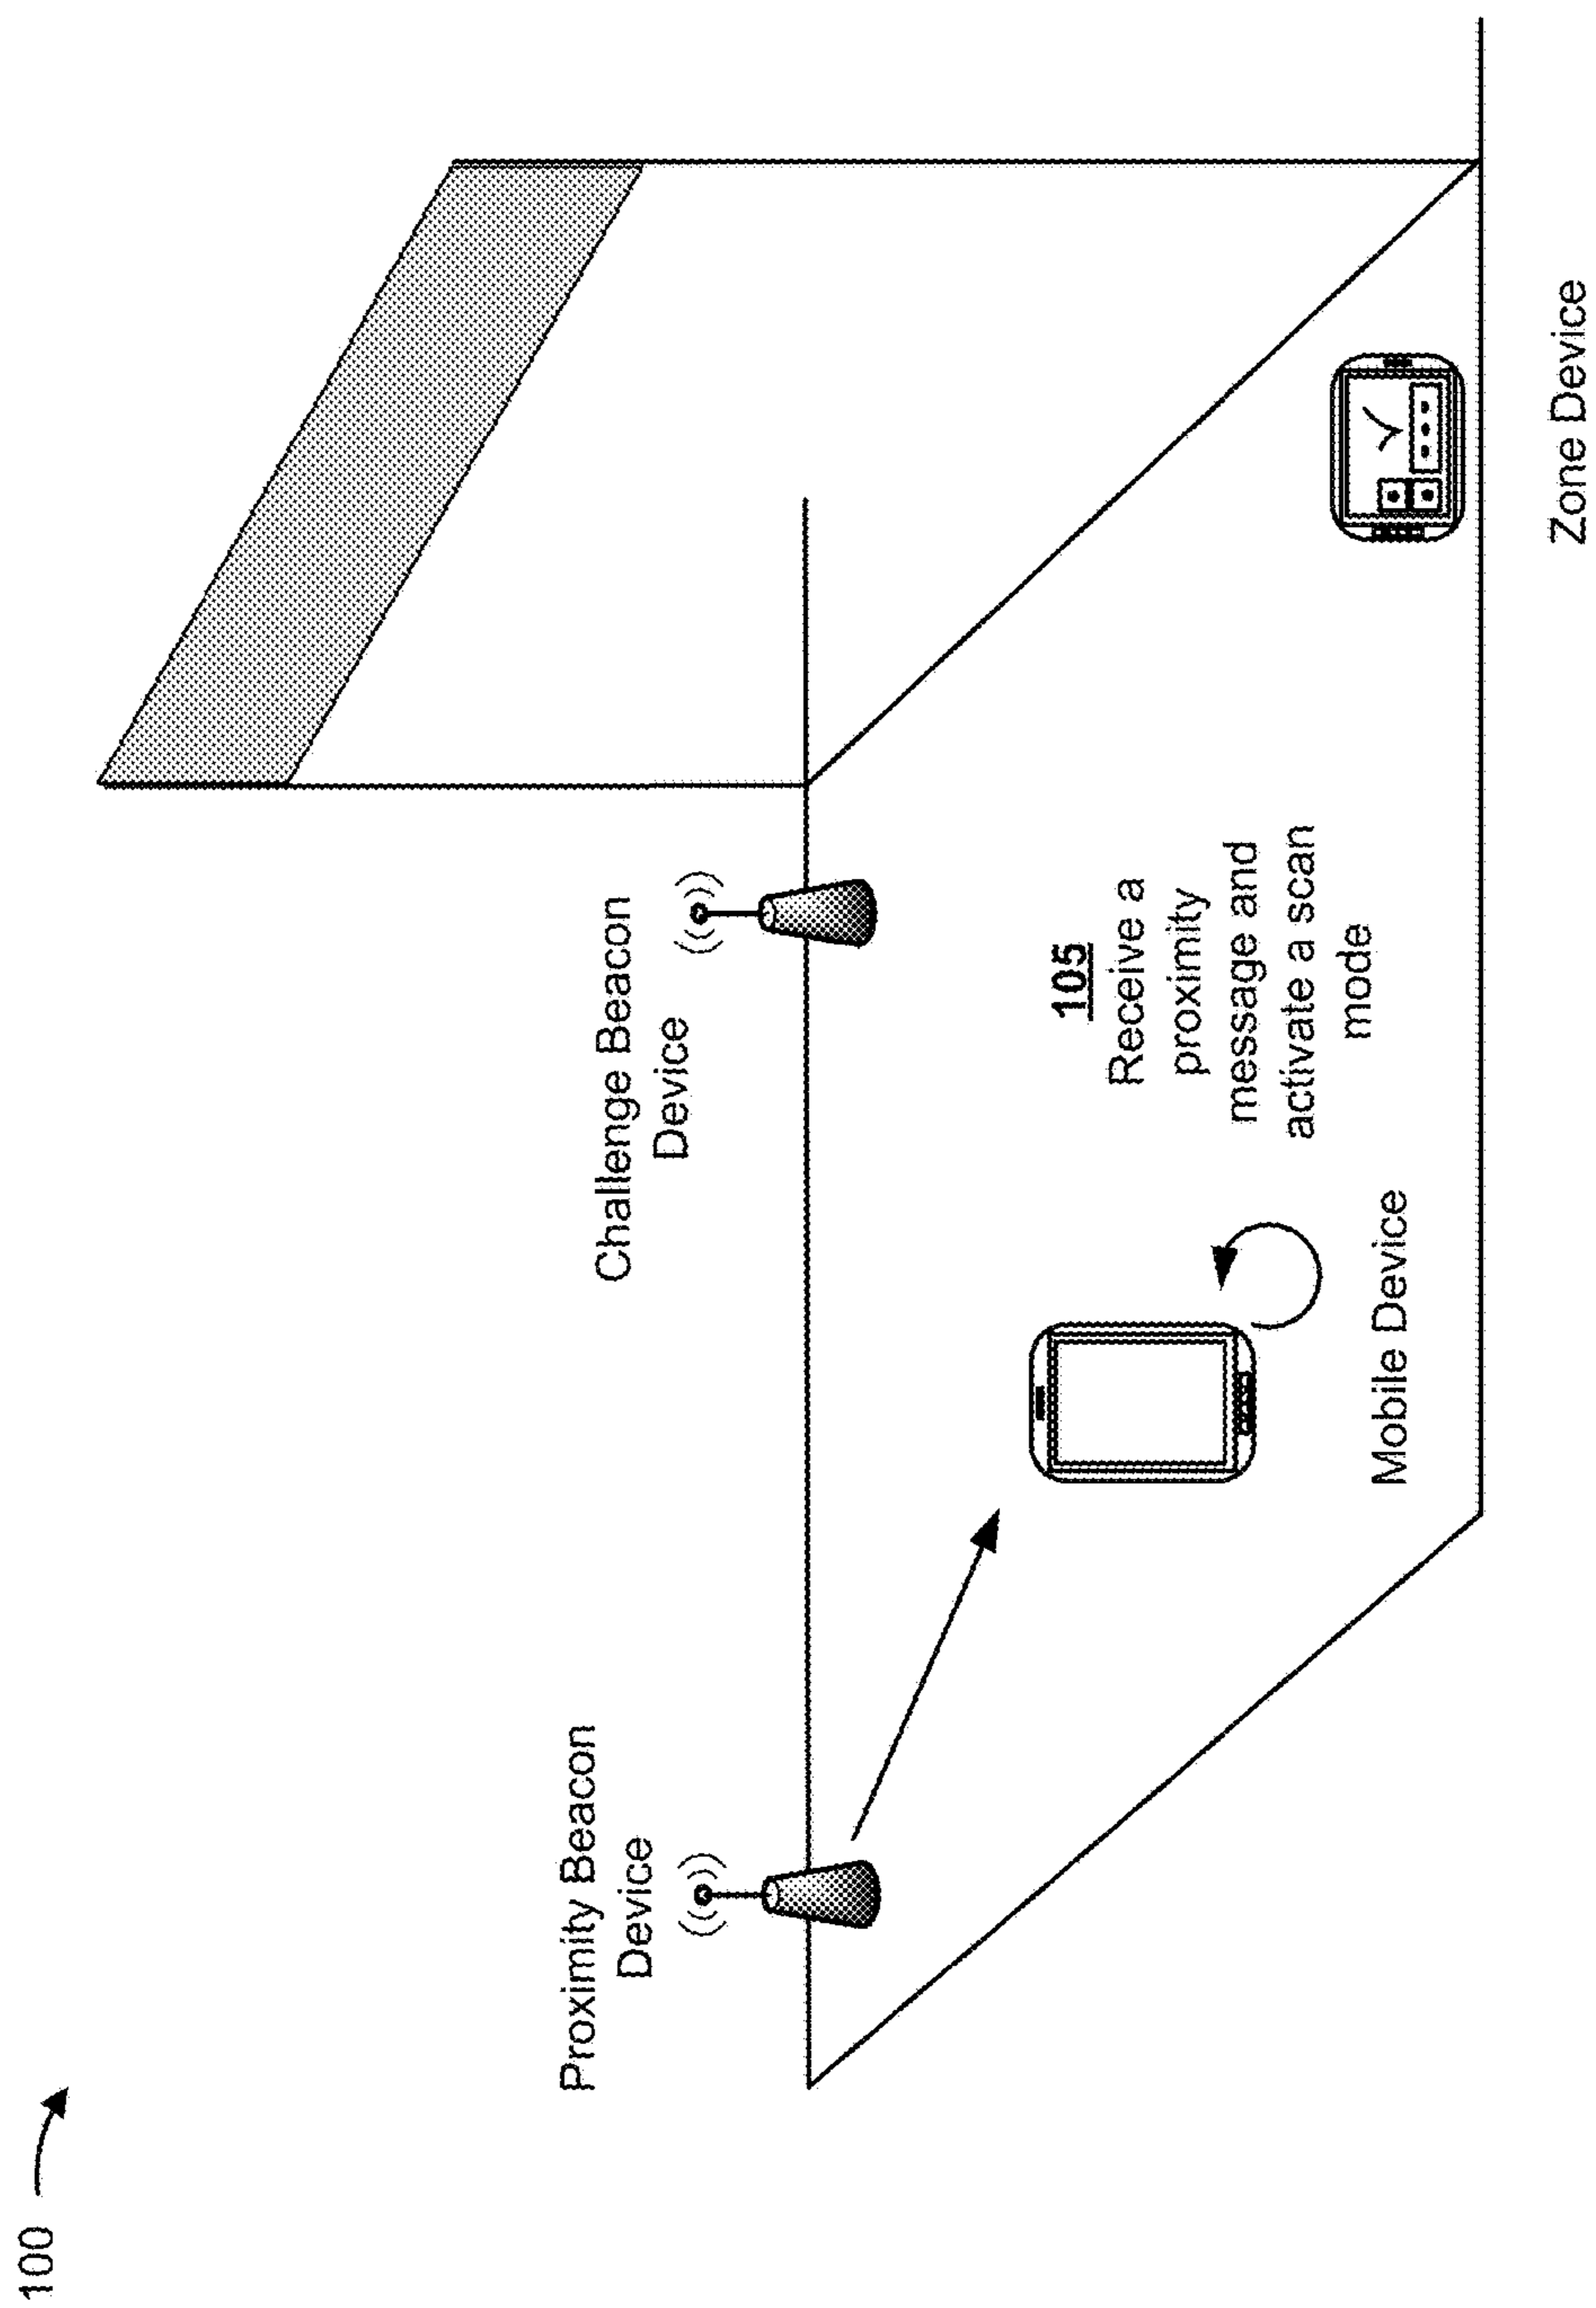 100
Proximity Beacon
Device
Challenge Beacon
Device
105
Receive a
proximity
message and
activate a scan
mode
Mobile Device
Zone Device